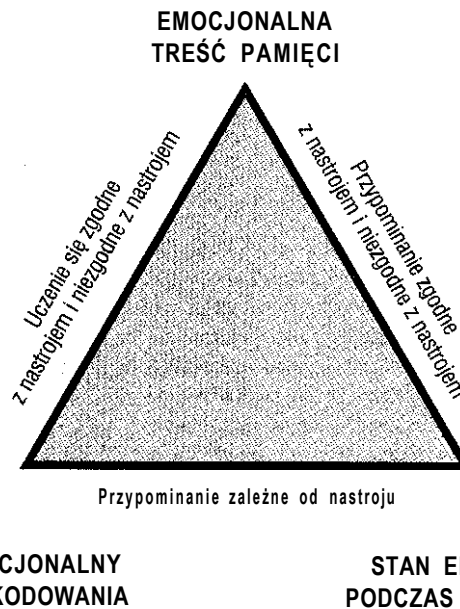 EMOCJONALNA
TREŚĆ PAMIĘCI
Uczenie się zgodne
z nastrojem i niezgodne z nastrojem
Przypominanie zgodne
z nastrojem i niezgodne z nastrojem
Przypominanie zależne od nastroju
CJONALNY
KODOWANIA
STAN E
PODCZAS